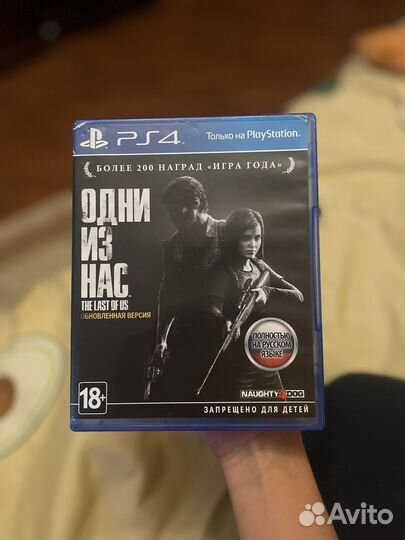 PS4
Только на PlayStation.
БОЛЕЕ 200 НАГРАД «ИГРА ГОДА»
ОДНИ
ИЗ
НАС
THE LAST OF US
ОБНОВЛЕННАЯ ВЕРСИЯ
ПОЛНОСТЬЮ
НА РУССКОМ
ЯЗЫКЕ
18+
NAUGHTY DOG
ЗАПРЕЩЕНО ДЛЯ ДЕТЕЙ
Avito